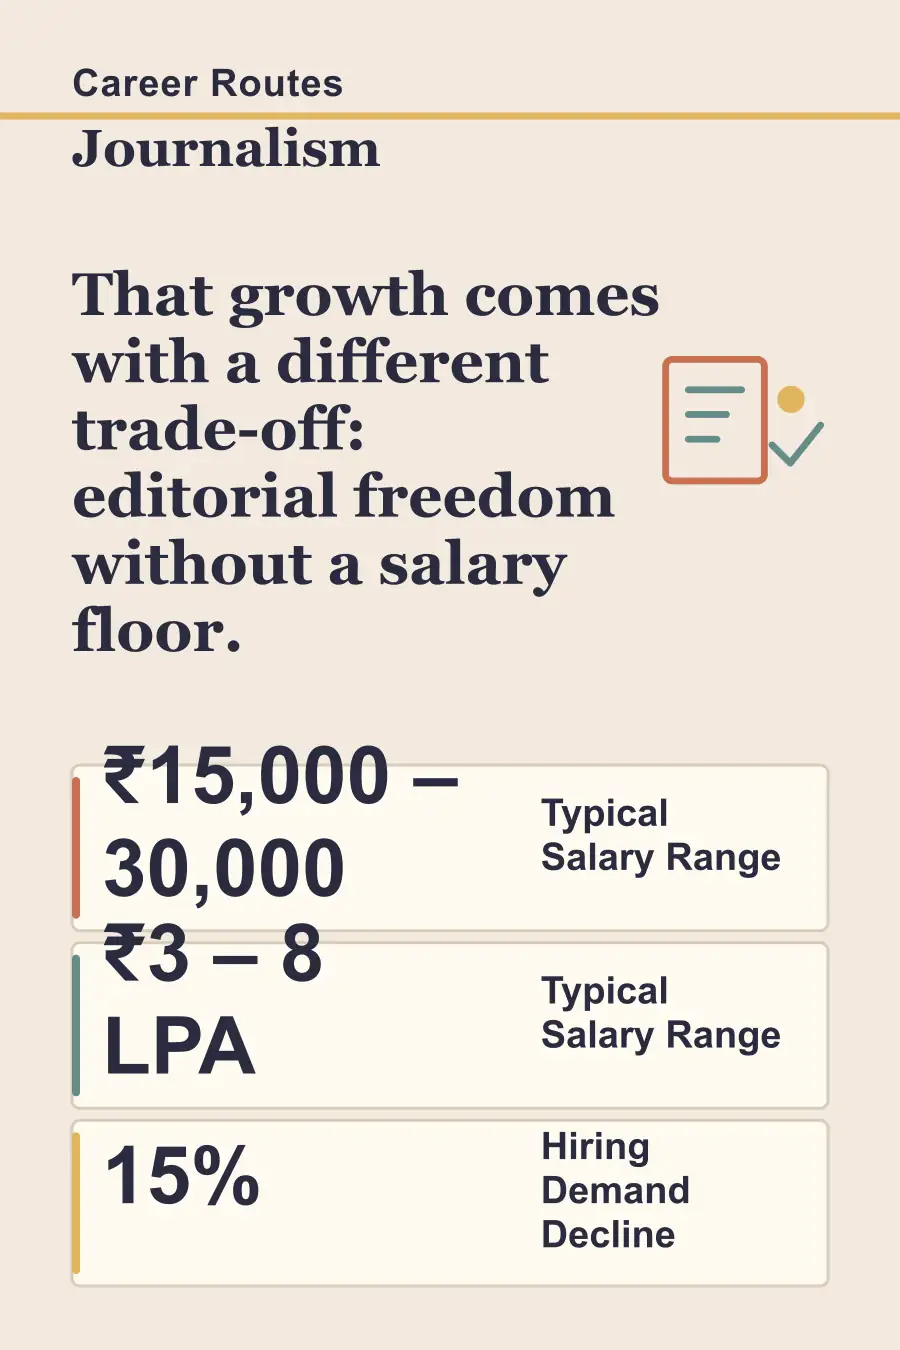 Career Routes
Journalism
That growth comes
with a different
trade-off:
editorial freedom
without a salary
floor.
₹15,000 –
30,000
Typical
Salary Range
₹3 – 8
LPA
Typical
Salary Range
15%
Hiring
Demand
Decline